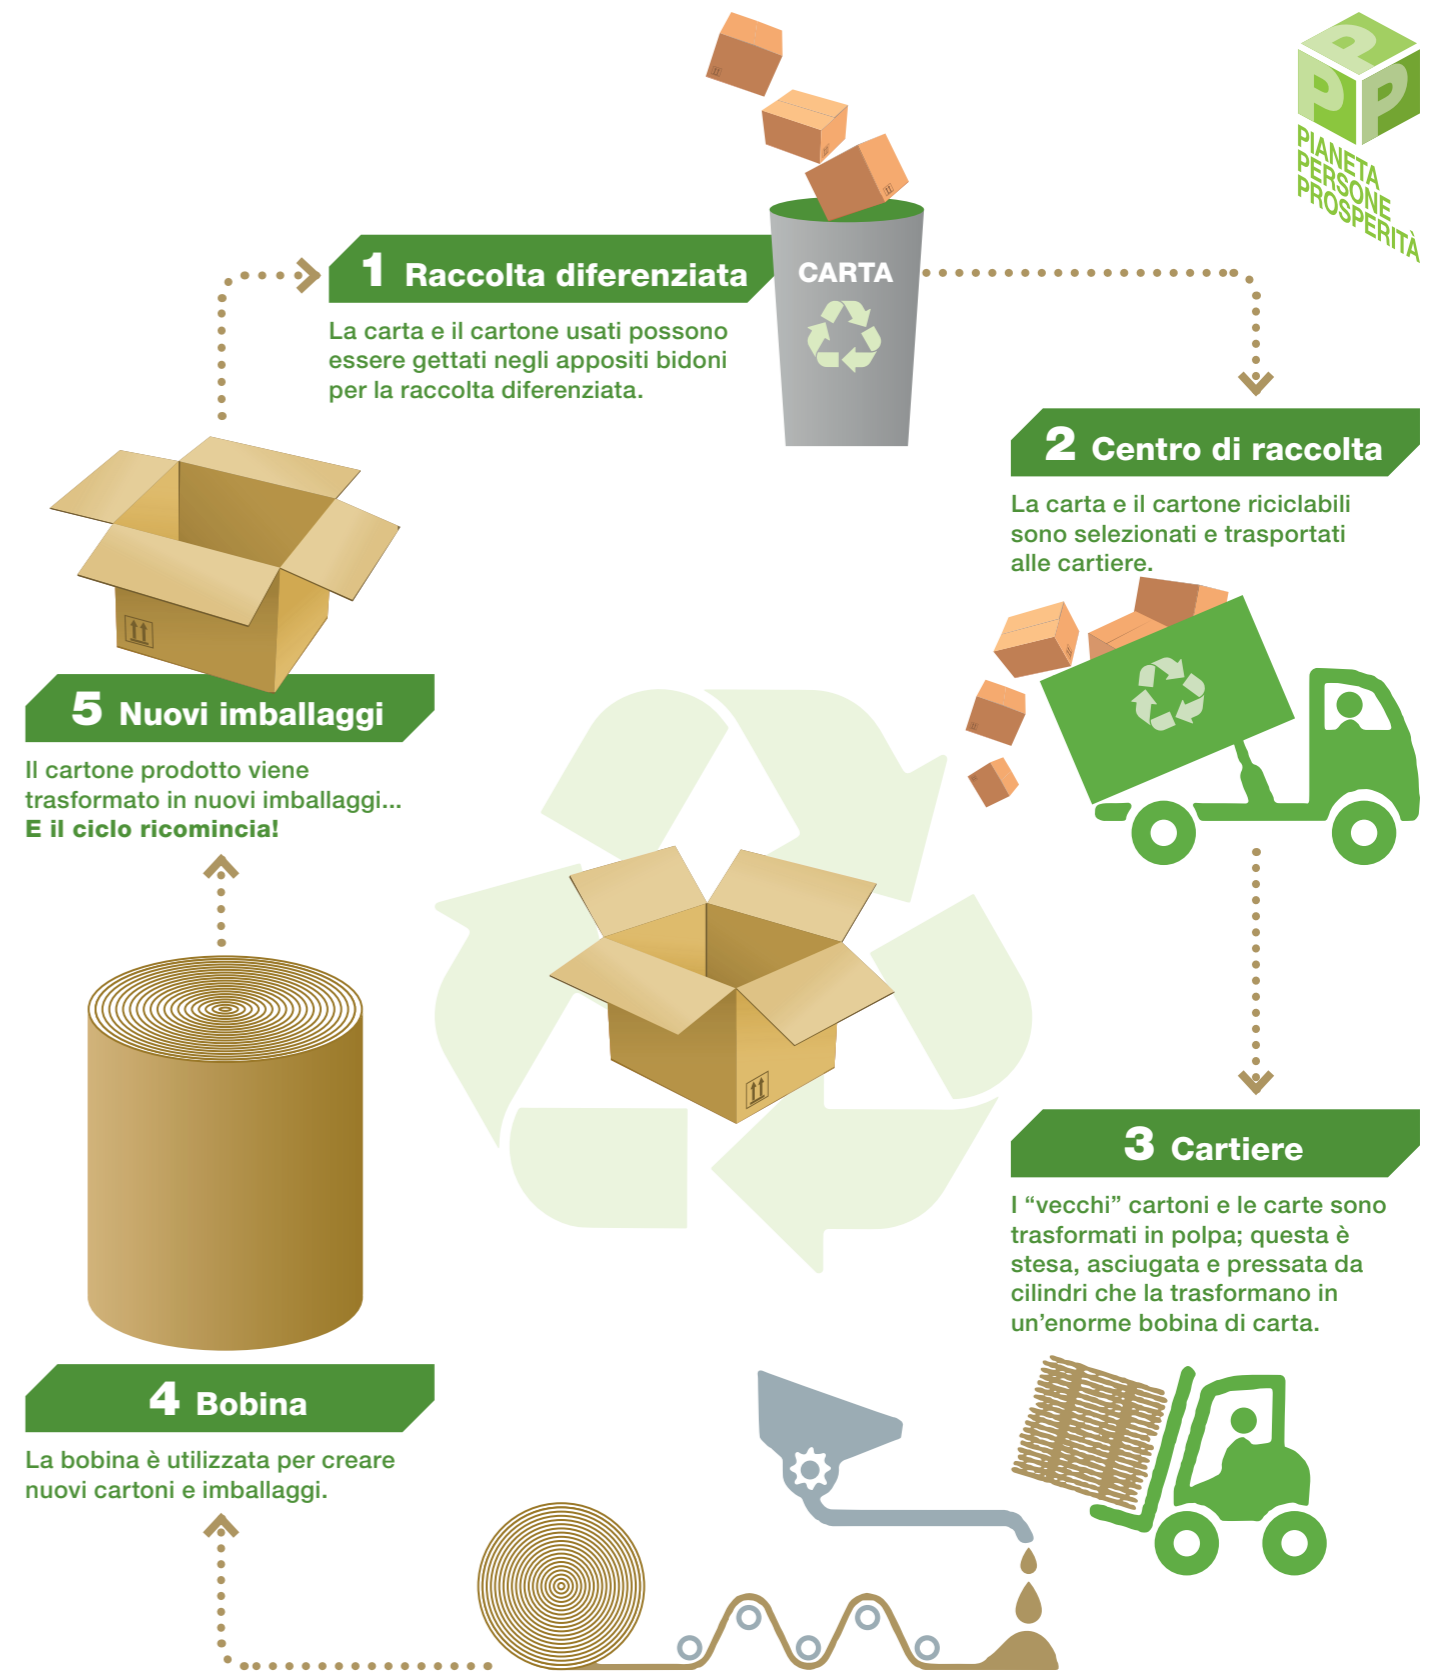 PIANETA
PERSONE
PROSPERITÀ
1 Raccolta diferenziata
La carta e il cartone usati possono
essere gettati negli appositi bidoni
per la raccolta diferenziata.
CARTA
2 Centro di raccolta
La carta e il cartone riciclabili
sono selezionati e trasportati
alle cartiere.
3 Cartiere
I “vecchi” cartoni e le carte sono
trasformati in polpa; questa è
stesa, asciugata e pressata da
cilindri che la trasformano in
un’enorme bobina di carta.
4 Bobina
La bobina è utilizzata per creare
nuovi cartoni e imballaggi.
5 Nuovi imballaggi
Il cartone prodotto viene
trasformato in nuovi imballaggi...
E il ciclo ricomincia!
PPP